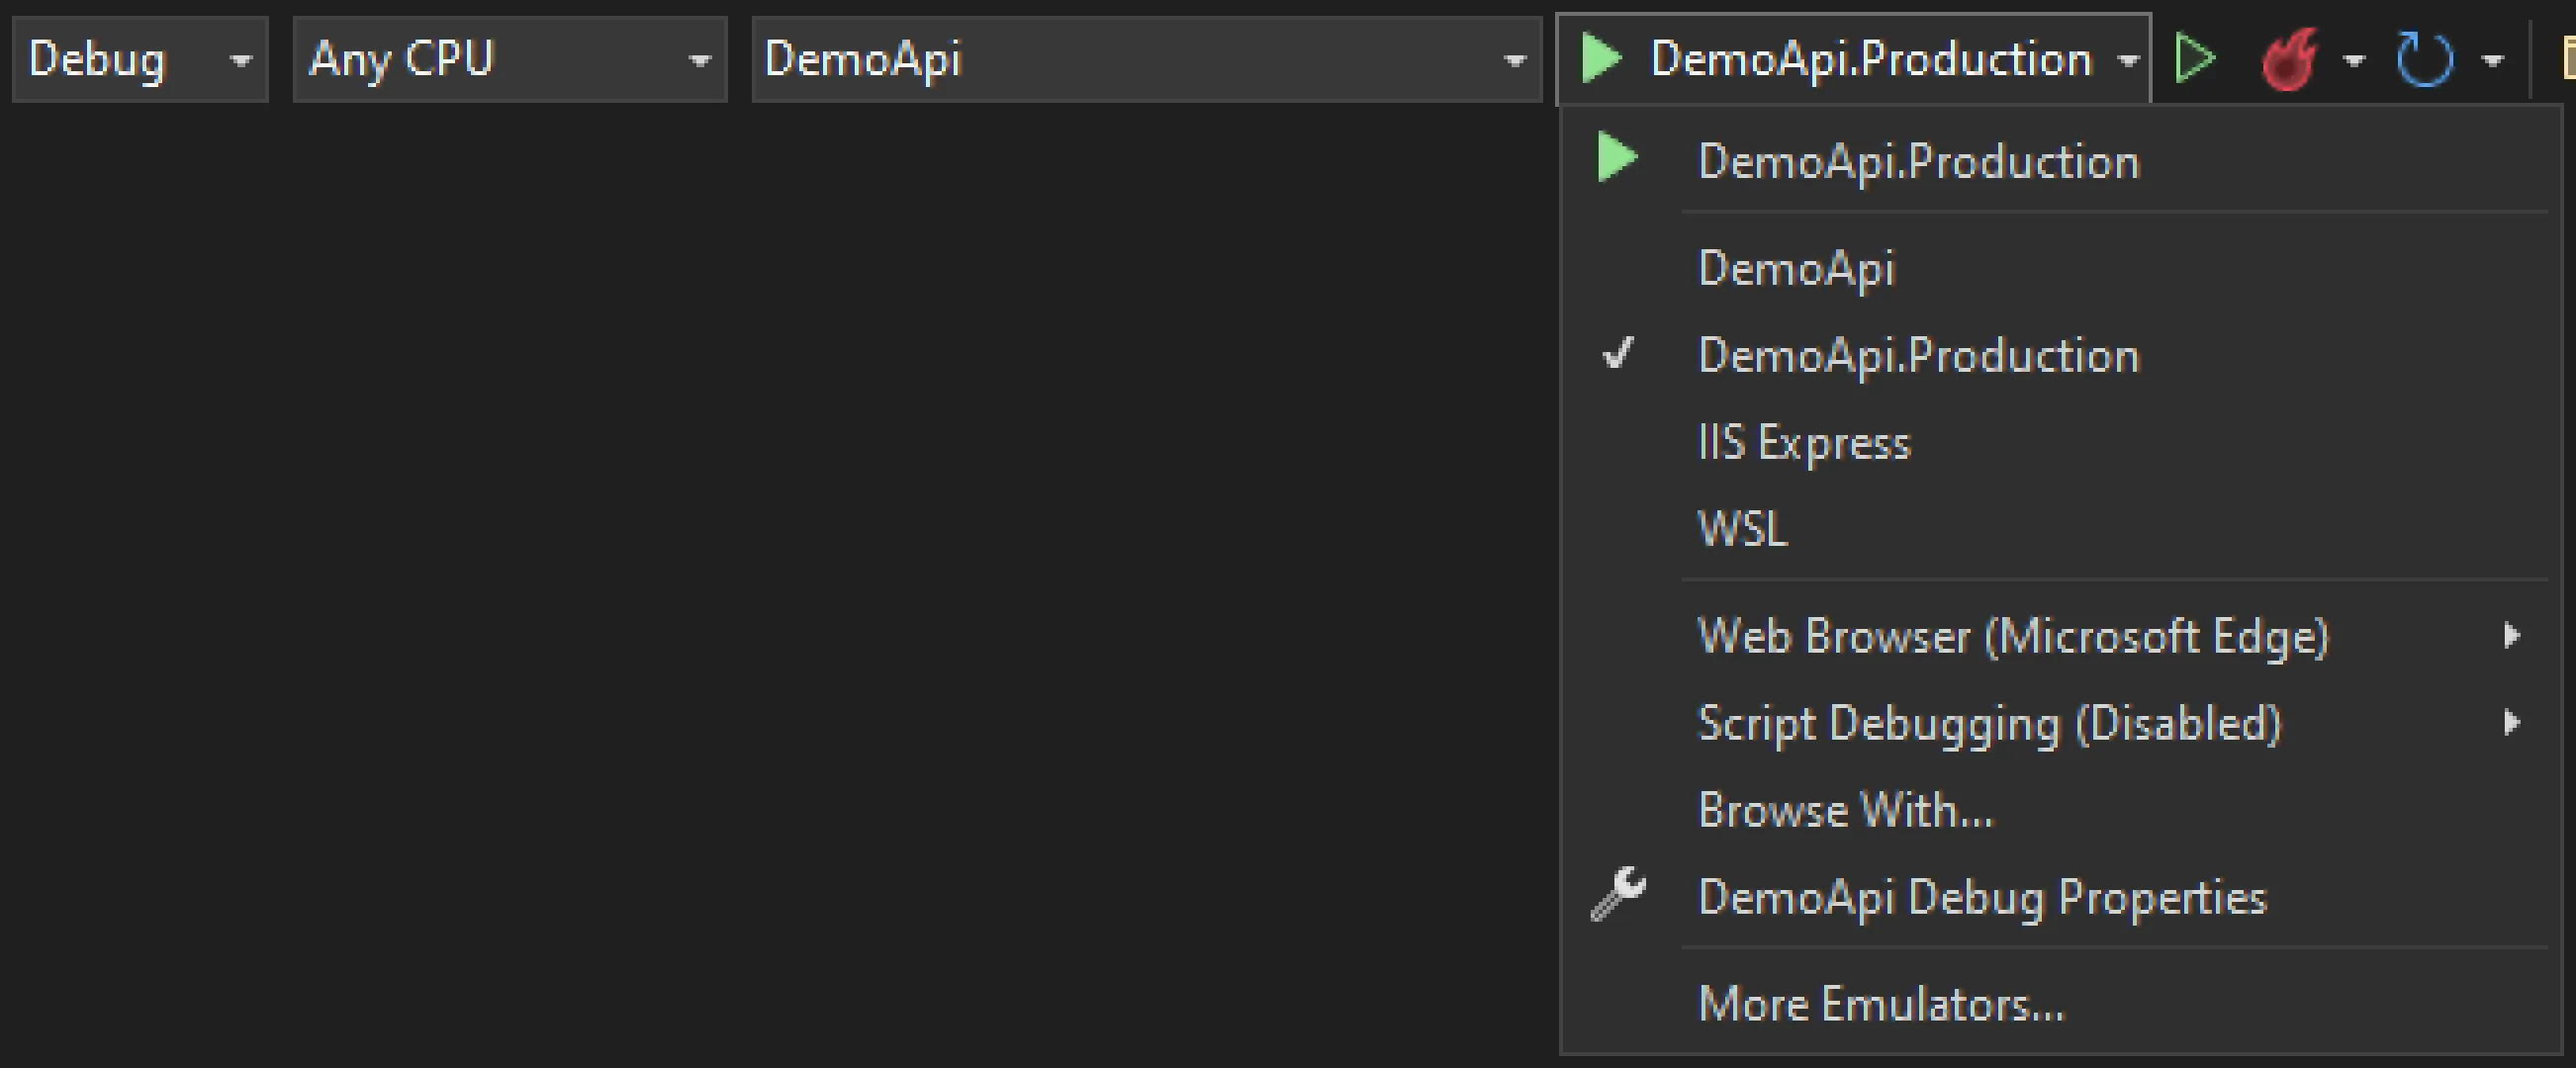 Debug Any CPU DemoApi DemoApi.Production
DemoApi.Production
DemoApi
DemoApi.Production
IIS Express
WSL
Web Browser (Microsoft Edge)
Script Debugging (Disabled)
Browse With...
DemoApi Debug Properties
More Emulators...